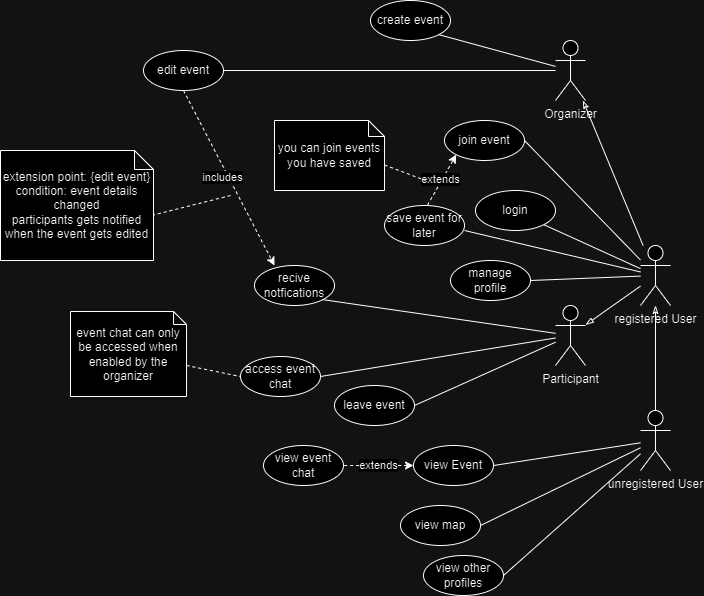 create event
edit event
Organizer
you can join events
you have saved
join event
extends
includes
extension point: {edit event}
condition: event details
changed
participants gets notified
when the event gets edited
save event for
later
login
manage
profile
recive
notfications
registered User
event chat can only
be accessed when
enabled by the
organizer
access event
chat
Participant
leave event
view event
chat
extends
view Event
unregistered User
view map
view other
profiles